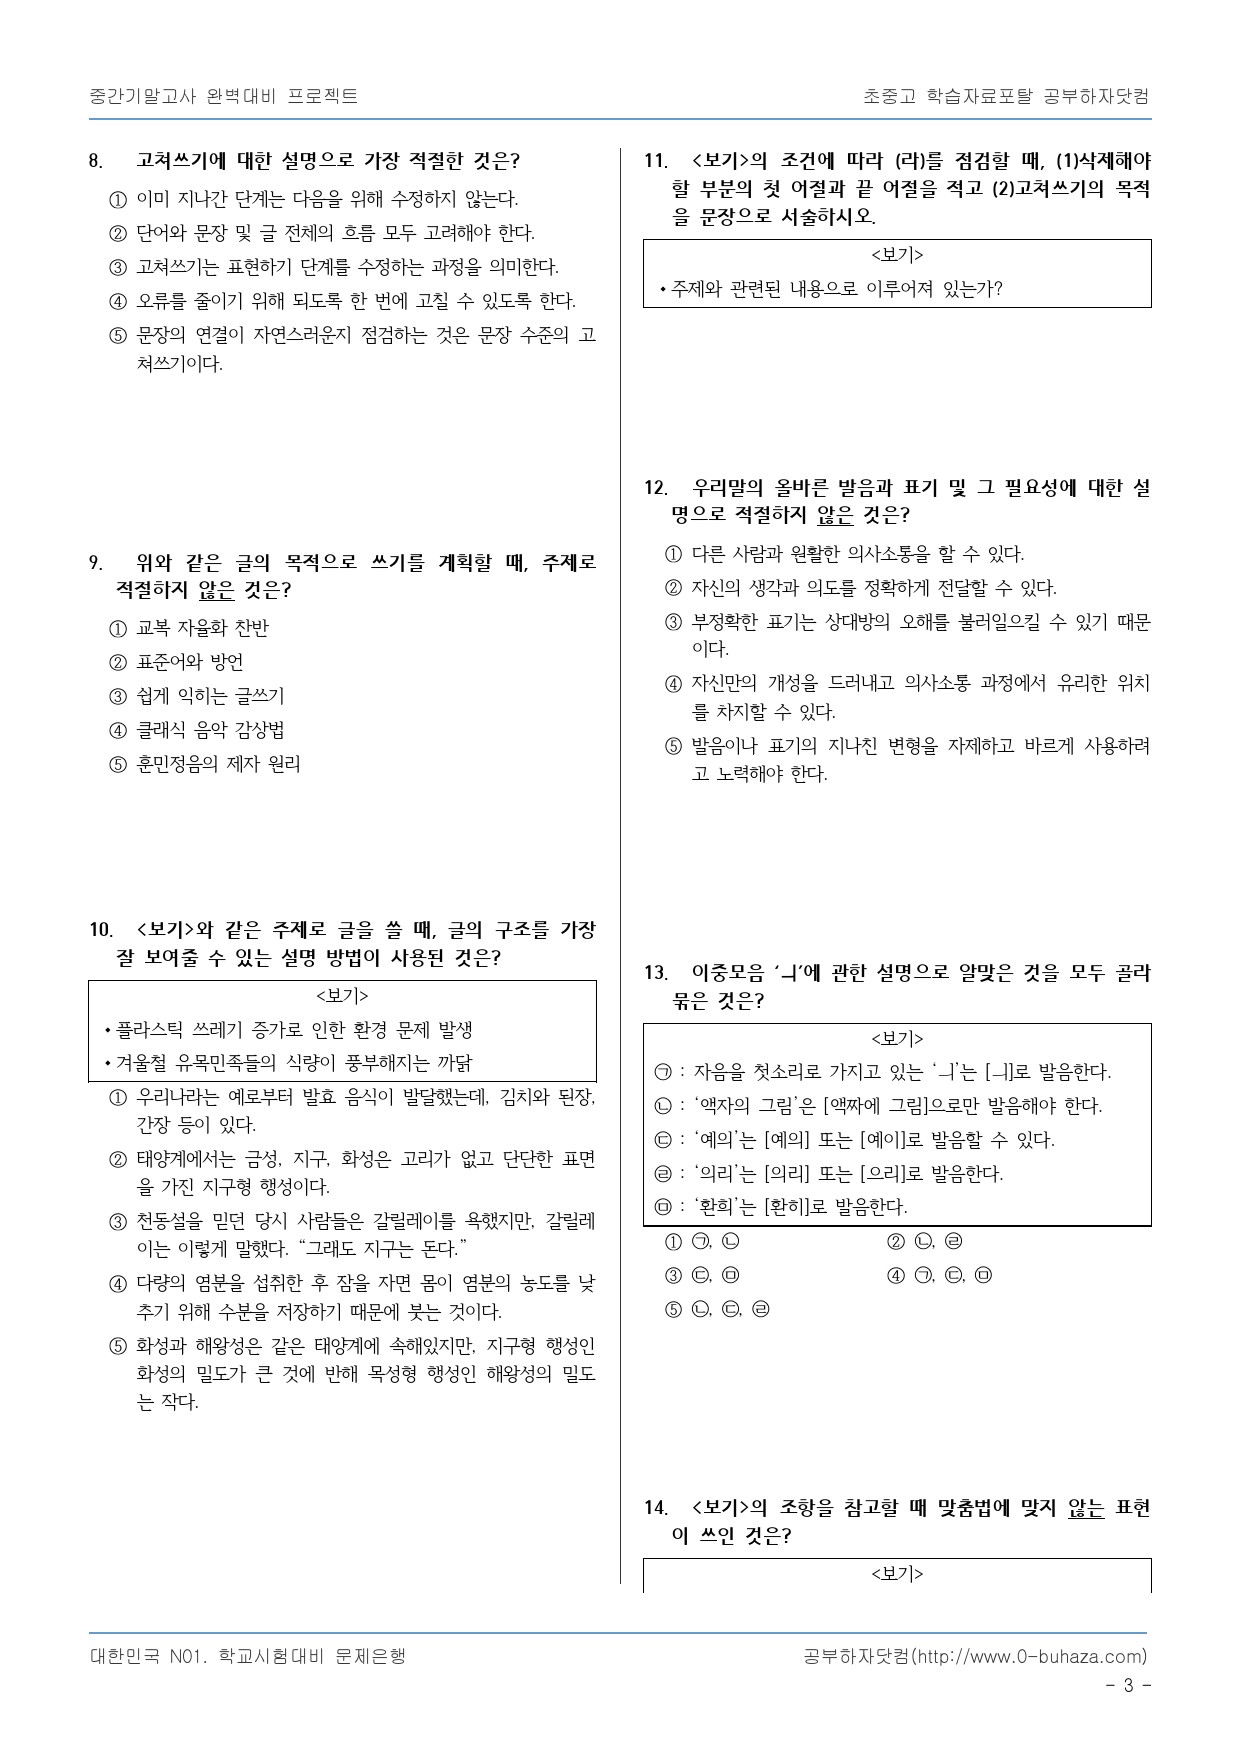 중간기말고사 완벽대비 프로젝트
초중고 학습자료포탈 공부하자닷컴
8. 고쳐쓰기에 대한 설명으로 가장 적절한 것은?
① 이미 지나간 단계는 다음을 위해 수정하지 않는다.
② 단어와 문장 및 글 전체의 흐름 모두 고려해야 한다.
③ 고쳐쓰기는 표현하기 단계를 수정하는 과정을 의미한다.
④ 오류를 줄이기 위해 되도록 한 번에 고칠 수 있도록 한다.
⑤ 문장의 연결이 자연스러운지 점검하는 것은 문장 수준의 고
쳐쓰기이다.
9. 위와 같은 글의 목적으로 쓰기를 계획할 때, 주제로
적절하지 않은 것은?
① 교복 자율화 찬반
② 표준어와 방언
③ 쉽게 익히는 글쓰기
④ 클래식 음악 감상법
⑤ 훈민정음의 제자 원리
10. <보기>와 같은 주제로 글을 쓸 때, 글의 구조를 가장
잘 보여줄 수 있는 설명 방법이 사용된 것은?
<보기>
•플라스틱 쓰레기 증가로 인한 환경 문제 발생
•겨울철 유목민족들의 식량이 풍부해지는 까닭
① 우리나라는 예로부터 발효 음식이 발달했는데, 김치와 된장,
간장 등이 있다.
② 태양계에서는 금성, 지구, 화성은 고리가 없고 단단한 표면
을 가진 지구형 행성이다.
③ 천동설을 믿던 당시 사람들은 갈릴레이를 욕했지만, 갈릴레
이는 이렇게 말했다. “그래도 지구는 돈다.”
④ 다량의 염분을 섭취한 후 잠을 자면 몸이 염분의 농도를 낮
추기 위해 수분을 저장하기 때문에 붓는 것이다.
⑤ 화성과 해왕성은 같은 태양계에 속해있지만, 지구형 행성인
화성의 밀도가 큰 것에 반해 목성형 행성인 해왕성의 밀도
는 작다.
11. <보기>의 조건에 따라 (라)를 점검할 때, (1)삭제해야
할 부분의 첫 어절과 끝 어절을 적고 (2)고쳐쓰기의 목적
을 문장으로 서술하시오.
<보기>
•주제와 관련된 내용으로 이루어져 있는가?
12. 우리말의 올바른 발음과 표기 및 그 필요성에 대한 설
명으로 적절하지 않은 것은?
① 다른 사람과 원활한 의사소통을 할 수 있다.
② 자신의 생각과 의도를 정확하게 전달할 수 있다.
③ 부정확한 표기는 상대방의 오해를 불러일으킬 수 있기 때문
이다.
④ 자신만의 개성을 드러내고 의사소통 과정에서 유리한 위치
를 차지할 수 있다.
⑤ 발음이나 표기의 지나친 변형을 자제하고 바르게 사용하려
고 노력해야 한다.
13. 이중모음 ‘ㅢ’에 관한 설명으로 알맞은 것을 모두 골라
묶은 것은?
<보기>
㉠ : 자음을 첫소리로 가지고 있는 ‘ㅢ’는 [ㅢ]로 발음한다.
㉡ : ‘액자의 그림’은 [액짜에 그림]으로만 발음해야 한다.
㉢ : ‘예의’는 [예의] 또는 [예이]로 발음할 수 있다.
㉣ : ‘의리’는 [의리] 또는 [으리]로 발음한다.
㉤ : ‘환희’는 [환히]로 발음한다.
① ㉠, ㉡ ② ㉡, ㉣
③ ㉢, ㉤ ④ ㉠, ㉢, ㉤
⑤ ㉡, ㉢, ㉣
14. <보기>의 조항을 참고할 때 맞춤법에 맞지 않는 표현
이 쓰인 것은?
<보기>
대한민국 N01. 학교시험대비 문제은행
공부하자닷컴(http://www.0-buhaza.com)
- 3 -